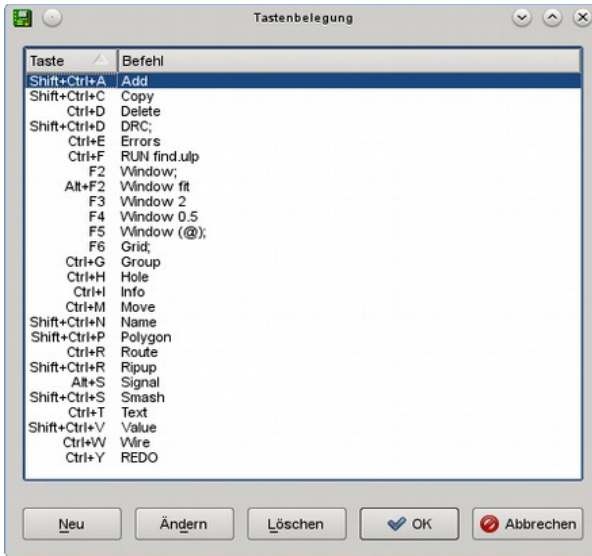 Tastenbelegung
Taste Befehl
Shift+Ctrl+A Add
Shift+Ctrl+C Copy
Ctrl+D Delete
Shift+Ctrl+D DRC;
Ctrl+E Errors
Ctrl+F RUN find.ulp
F2 Window;
Alt+F2 Window fit
F3 Window 2
F4 Window 0.5
F5 Window (@);
F6 Grid;
Ctrl+G Group
Ctrl+H Hole
Ctrl+I Info
Ctrl+M Move
Shift+Ctrl+N Name
Shift+Ctrl+P Polygon
Ctrl+R Route
Shift+Ctrl+R Ripup
Alt+S Signal
Shift+Ctrl+S Smash
Ctrl+T Text
Shift+Ctrl+V Value
Ctrl+W Wire
Ctrl+Y REDO
Neu Ändern Löschen OK Abbrechen